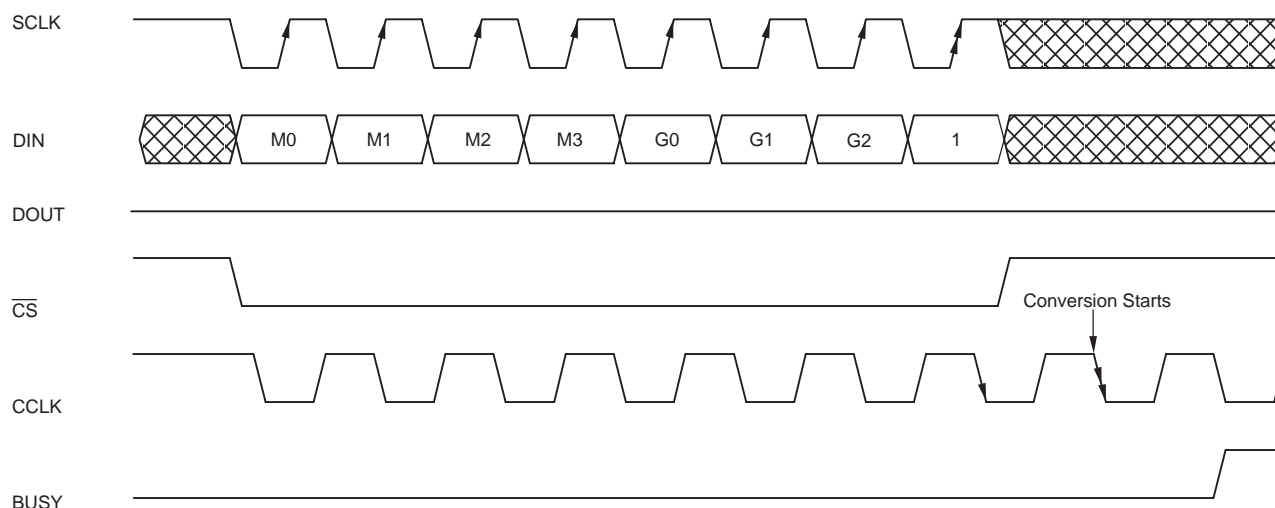 SCLK
DIN
M0 M1 M2 M3 G0 G1 G2 1
DOUT
CS
Conversion Starts
CCLK
BUSY